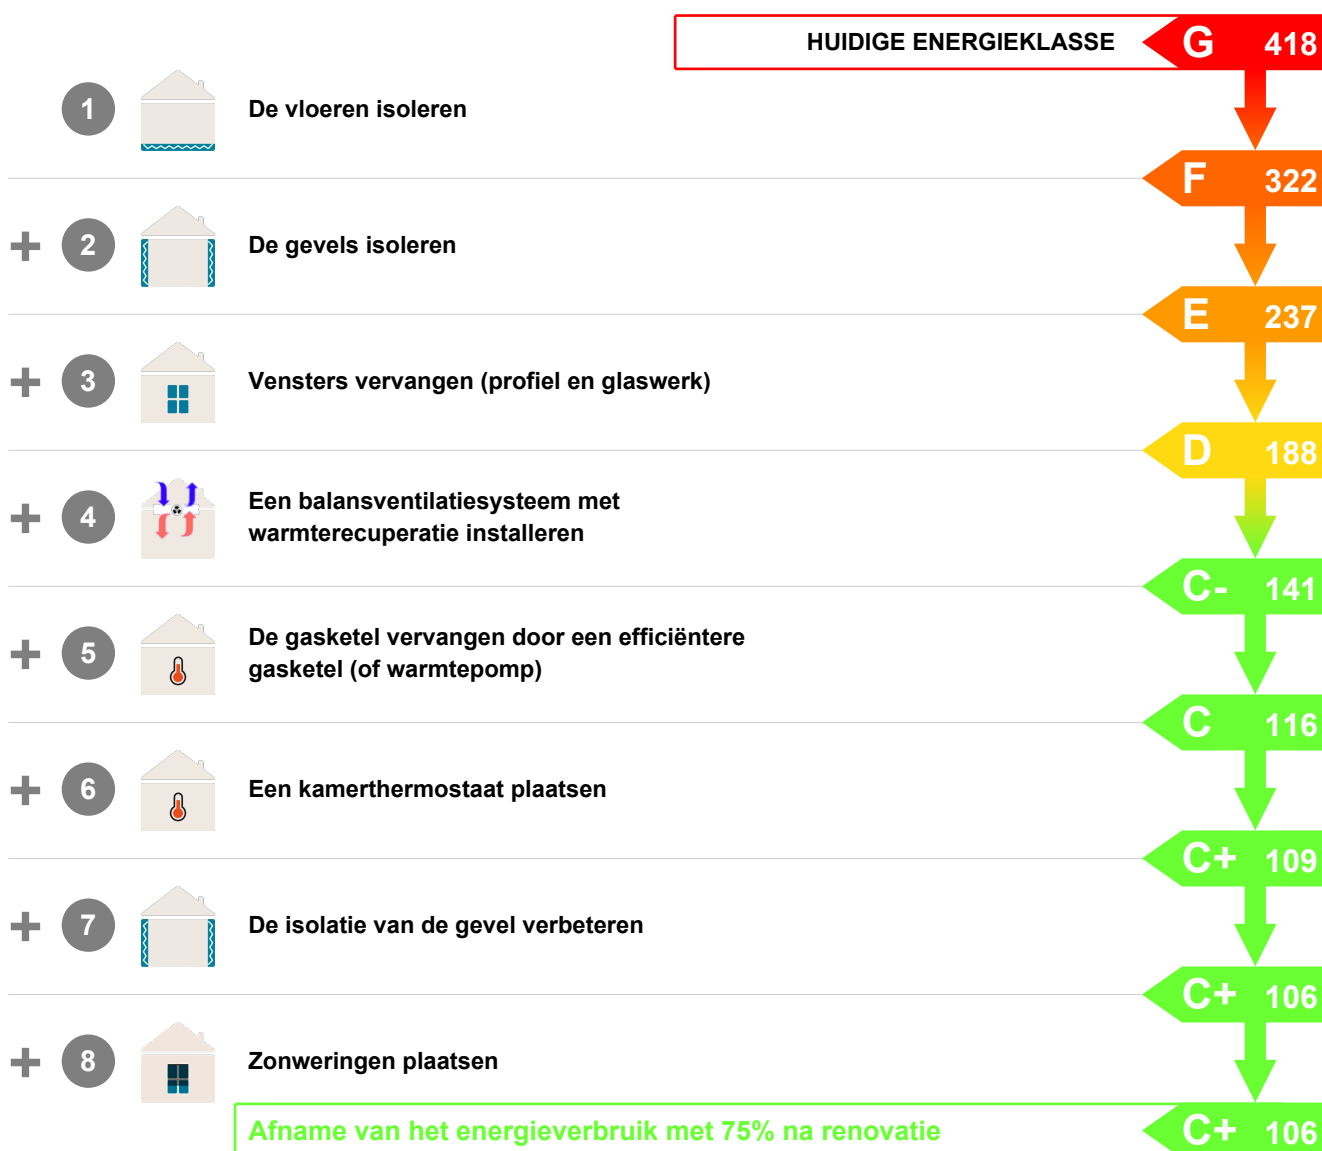 HUIDIGE ENERGIEKLASSE G 418
1 De vloeren isoleren
F 322
+ 2 De gevels isoleren
E 237
+ 3 Vensters vervangen (profiel en glaswerk)
D 188
+ 4 Een balansventilatiesysteem met
warmterecuperatie installeren
C- 141
+ 5 De gasketel vervangen door een efficiëntere
gasketel (of warmtepomp)
C 116
+ 6 Een kamerthermostaat plaatsen
C+ 109
+ 7 De isolatie van de gevel verbeteren
C+ 106
+ 8 Zonweringen plaatsen
Afname van het energieverbruik met 75% na renovatie C+ 106